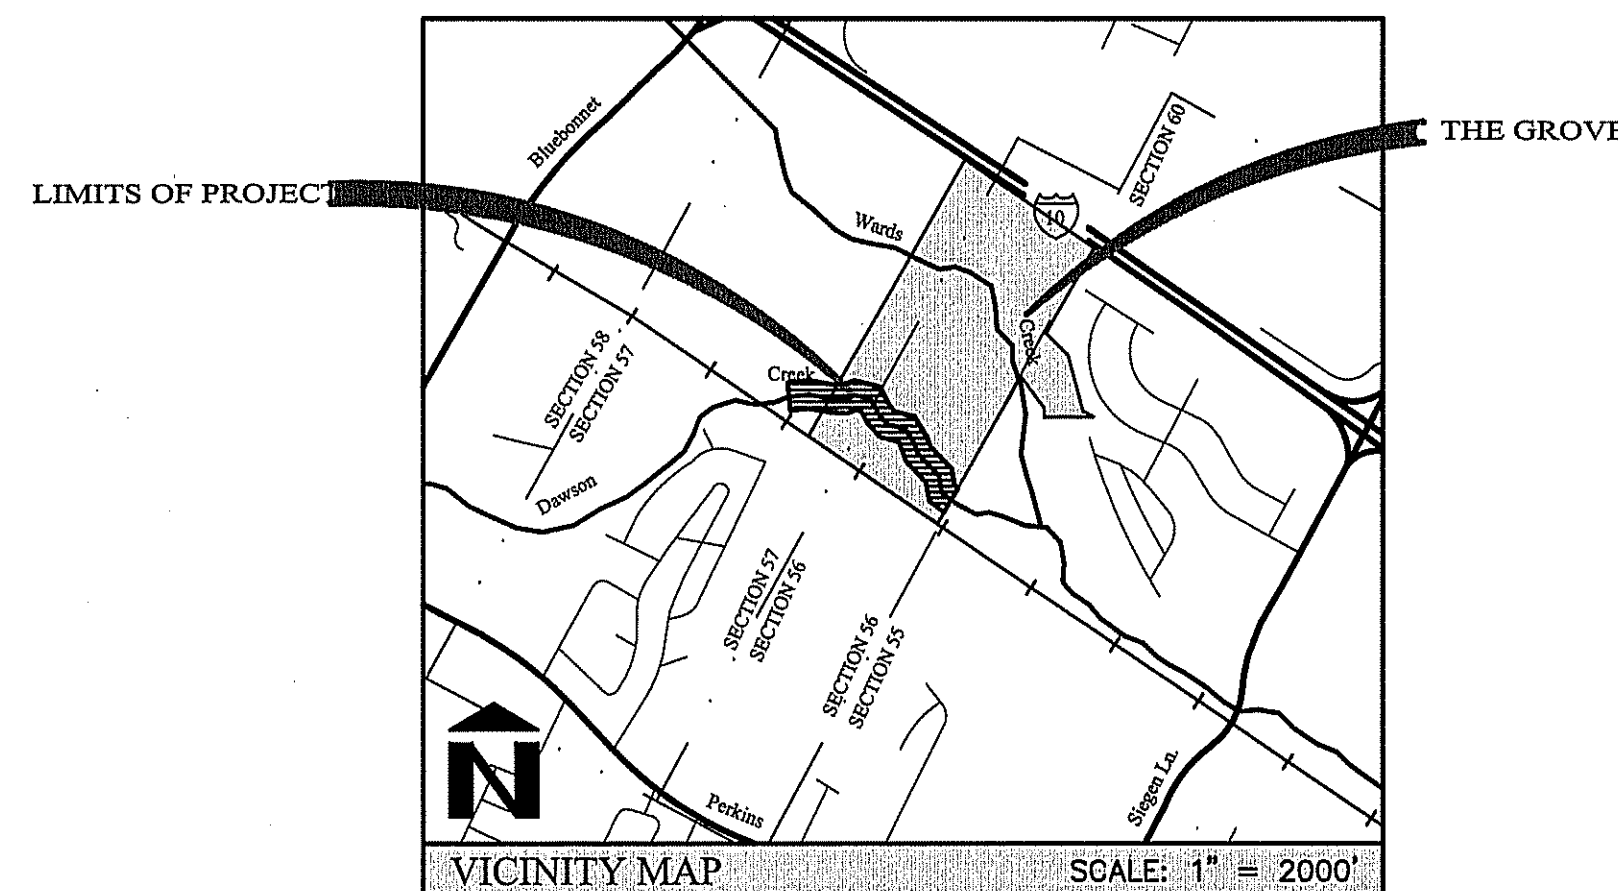 Bluebonnet
SECTION 60
THE GROVE
LIMITS OF PROJECT
10
Wards
Creek
SECTION 58
SECTION 57
Creek
Dawson
SECTION 57
SECTION 56
SECTION 56
SECTION 55
N
Perkins
Siegen Ln.
VICINITY MAP
SCALE: 1" = 2000'